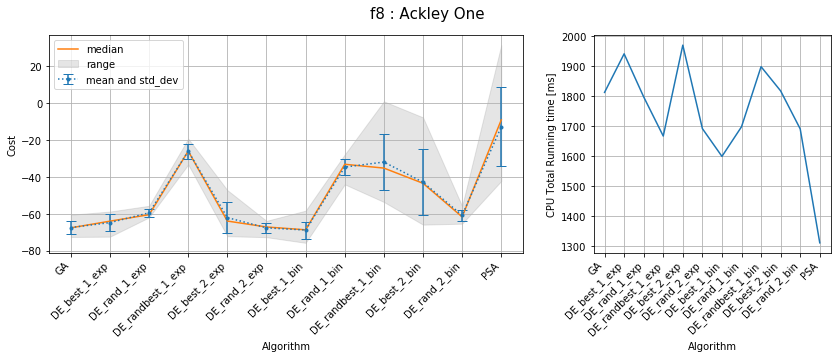 f8 : Ackley One
median
range
mean and std_dev
Cost
20
0
−20
−40
−60
−80
GA
DE_best_1_exp
DE_rand_1_exp
DE_randbest_1_exp
DE_best_2_exp
DE_rand_2_exp
DE_best_1_bin
DE_rand_1_bin
DE_randbest_1_bin
DE_best_2_bin
DE_rand_2_bin
PSA
Algorithm
CPU Total Running time [ms]
2000
1900
1800
1700
1600
1500
1400
1300
GA
DE_best_1_exp
DE_rand_1_exp
DE_randbest_1_exp
DE_best_2_exp
DE_rand_2_exp
DE_best_1_bin
DE_rand_1_bin
DE_randbest_1_bin
DE_best_2_bin
DE_rand_2_bin
PSA
Algorithm